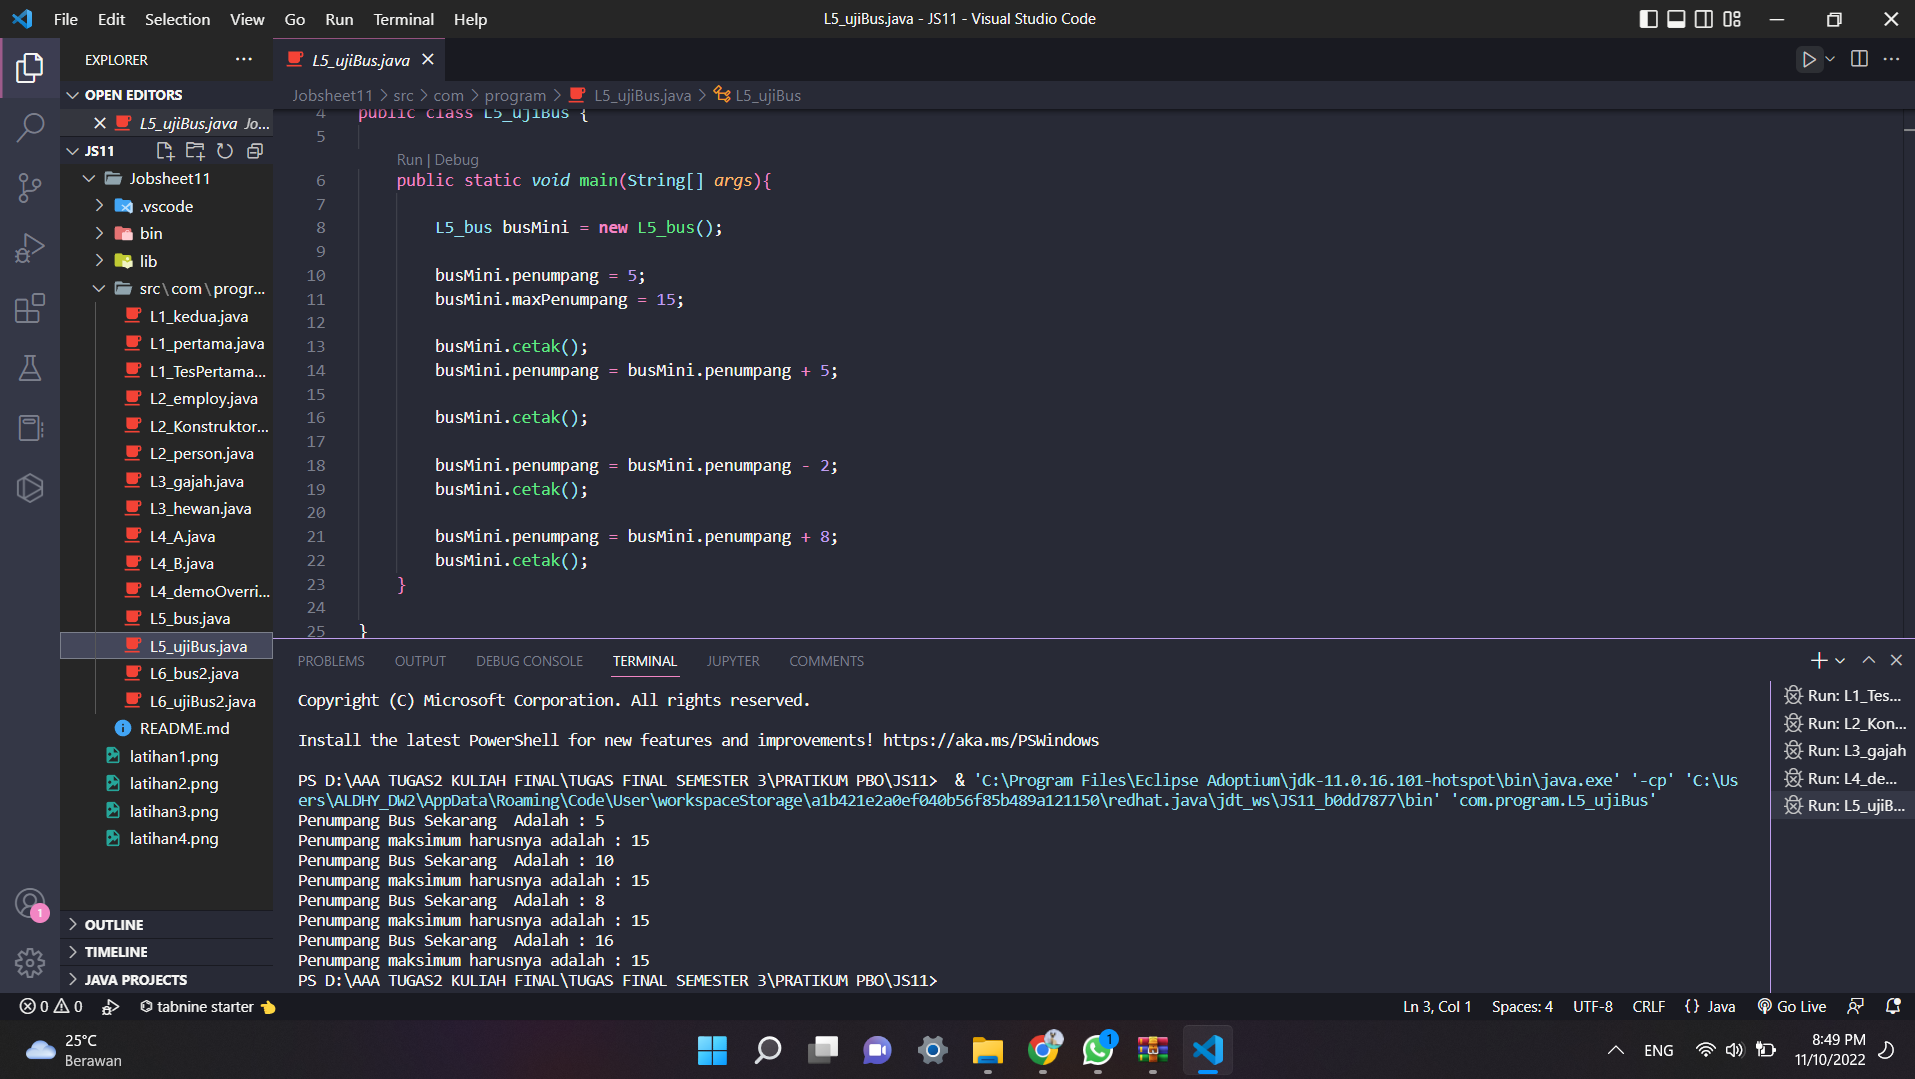 File Edit Selection View Go Run Terminal Help
L5_ujiBus.java - JS11 - Visual Studio Code
EXPLORER
L5_ujiBus.java
OPEN EDITORS
L5_ujiBus.java Jo...
JS11
Jobsheet11
.vscode
bin
lib
src\com\progr...
L1_kedua.java
L1_pertama.java
L1_TesPertama...
L2_employ.java
L2_Konstruktor...
L2_person.java
L3_gajah.java
L3_hewan.java
L4_A.java
L4_B.java
L4_demoOverri...
L5_bus.java
L5_ujiBus.java
L6_bus2.java
L6_ujiBus2.java
README.md
latihan1.png
latihan2.png
latihan3.png
latihan4.png
OUTLINE
TIMELINE
JAVA PROJECTS
1
Jobsheet11 > src > com > program > L5_ujiBus.java > L5_ujiBus
4 public class L5_ujiBus {
5
Run | Debug
6 public static void main(String[] args){
7
8 L5_bus busMini = new L5_bus();
9
10 busMini.penumpang = 5;
11 busMini.maxPenumpang = 15;
12
13 busMini.cetak();
14 busMini.penumpang = busMini.penumpang + 5;
15
16 busMini.cetak();
17
18 busMini.penumpang = busMini.penumpang - 2;
19 busMini.cetak();
20
21 busMini.penumpang = busMini.penumpang + 8;
22 busMini.cetak();
23 }
24
25 }
PROBLEMS OUTPUT DEBUG CONSOLE TERMINAL JUPYTER COMMENTS
Copyright (C) Microsoft Corporation. All rights reserved.
Install the latest PowerShell for new features and improvements! https://aka.ms/PSWindows
PS D:\AAA TUGAS2 KULIAH FINAL\TUGAS FINAL SEMESTER 3\PRATIKUM PBO\JS11>  & 'C:\Program Files\Eclipse Adoptium\jdk-11.0.16.101-hotspot\bin\java.exe' '-cp' 'C:\Us
ers\ALDHY_DW2\AppData\Roaming\Code\User\workspaceStorage\a1b421e2a0ef040b56f85b489a121150\redhat.java\jdt_ws\JS11_b0dd7877\bin' 'com.program.L5_ujiBus'
Penumpang Bus Sekarang  Adalah : 5
Penumpang maksimum harusnya adalah : 15
Penumpang Bus Sekarang  Adalah : 10
Penumpang maksimum harusnya adalah : 15
Penumpang Bus Sekarang  Adalah : 8
Penumpang maksimum harusnya adalah : 15
Penumpang Bus Sekarang  Adalah : 16
Penumpang maksimum harusnya adalah : 15
PS D:\AAA TUGAS2 KULIAH FINAL\TUGAS FINAL SEMESTER 3\PRATIKUM PBO\JS11>
Run: L1_Tes...
Run: L2_Kon...
Run: L3_gajah
Run: L4_de...
Run: L5_ujiB...
0 0 tabnine starter Ln 3, Col 1 Spaces: 4 UTF-8 CRLF {} Java Go Live
25°C
Berawan
1
ENG
8:49 PM
11/10/2022